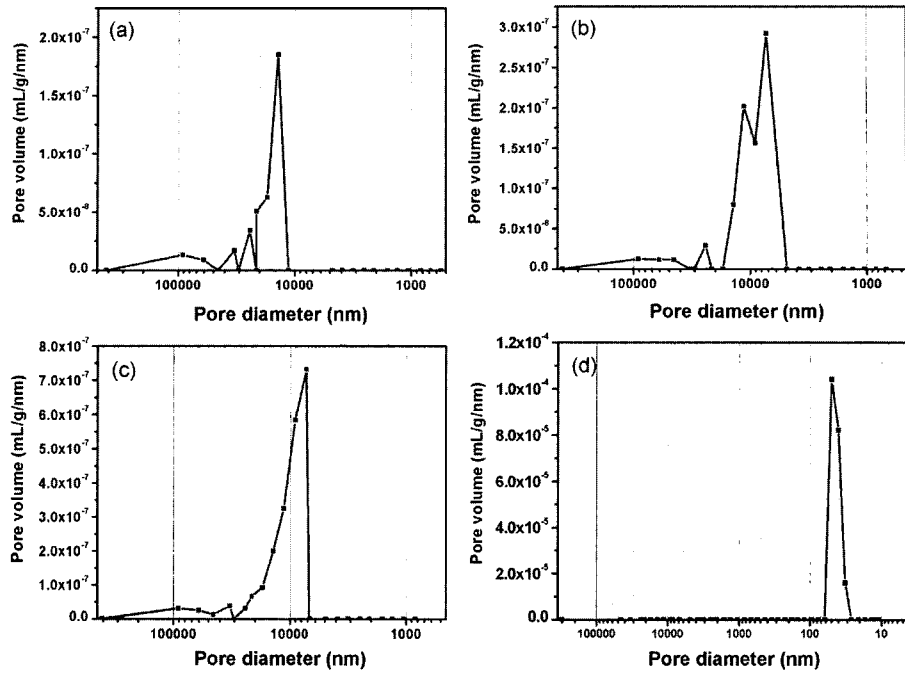 (a)
Pore volume (mL/g/nm)
2.0x10⁻⁷
1.5x10⁻⁷
1.0x10⁻⁷
5.0x10⁻⁸
0.0
100000 10000 1000
Pore diameter (nm)
(b)
Pore volume (mL/g/nm)
3.0x10⁻⁷
2.5x10⁻⁷
2.0x10⁻⁷
1.5x10⁻⁷
1.0x10⁻⁷
5.0x10⁻⁸
0.0
100000 10000 1000
Pore diameter (nm)
(c)
Pore volume (mL/g/nm)
8.0x10⁻⁷
7.0x10⁻⁷
6.0x10⁻⁷
5.0x10⁻⁷
4.0x10⁻⁷
3.0x10⁻⁷
2.0x10⁻⁷
1.0x10⁻⁷
0.0
100000 10000 1000
Pore diameter (nm)
(d)
Pore volume (mL/g/nm)
1.2x10⁻⁴
1.0x10⁻⁴
8.0x10⁻⁵
6.0x10⁻⁵
4.0x10⁻⁵
2.0x10⁻⁵
0.0
100000 10000 1000 100 10
Pore diameter (nm)